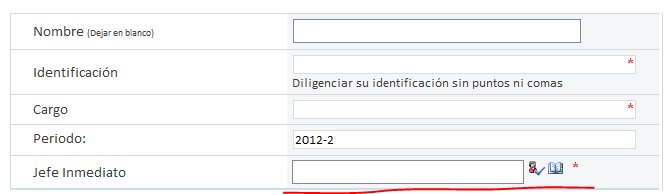 Nombre (Dejar en blanco)
Identificación *
Diligenciar su identificación sin puntos ni comas
Cargo *
Periodo: 2012-2
Jefe Inmediato *